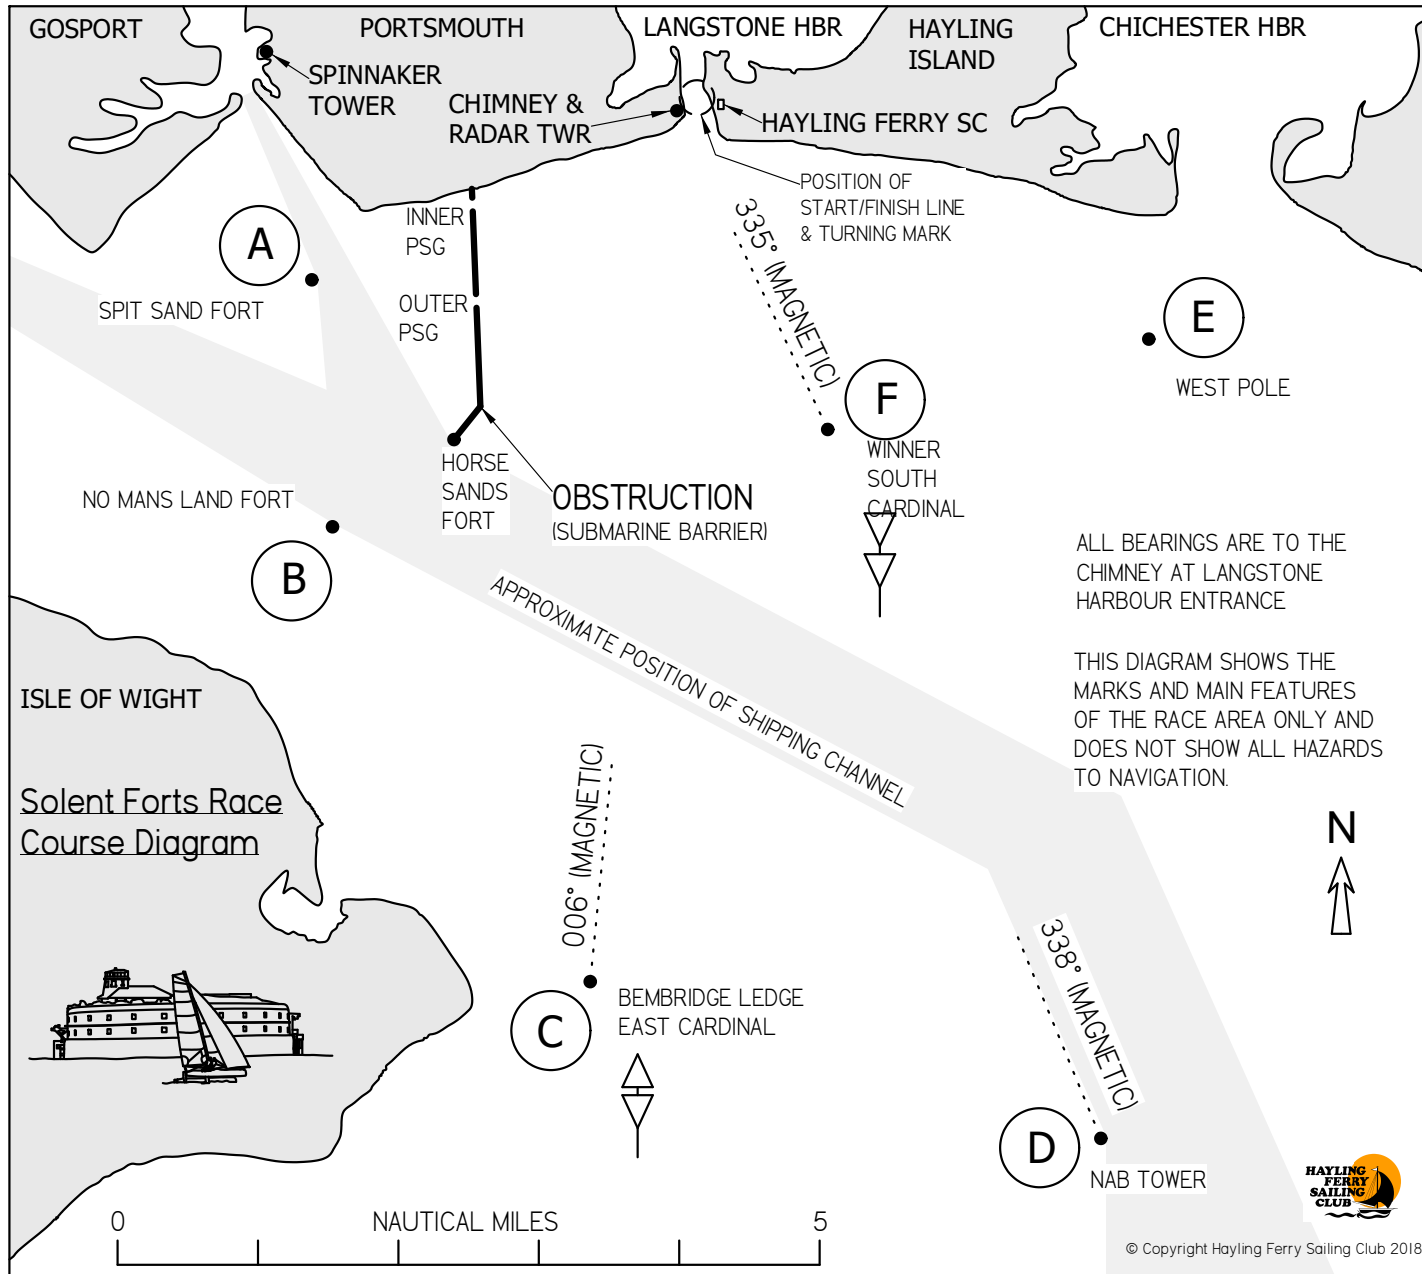 GOSPORT
PORTSMOUTH
LANGSTONE HBR
HAYLING
ISLAND
CHICHESTER HBR
SPINNAKER
TOWER
CHIMNEY &
RADAR TWR
HAYLING FERRY SC
POSITION OF
START/FINISH LINE
& TURNING MARK
INNER
PSG
OUTER
PSG
A
SPIT SAND FORT
335° (MAGNETIC)
E
WEST POLE
F
WINNER
SOUTH
CARDINAL
HORSE
SANDS
FORT
OBSTRUCTION
(SUBMARINE BARRIER)
NO MANS LAND FORT
B
ALL BEARINGS ARE TO THE
CHIMNEY AT LANGSTONE
HARBOUR ENTRANCE
THIS DIAGRAM SHOWS THE
MARKS AND MAIN FEATURES
OF THE RACE AREA ONLY AND
DOES NOT SHOW ALL HAZARDS
TO NAVIGATION.
APPROXIMATE POSITION OF SHIPPING CHANNEL
ISLE OF WIGHT
Solent Forts Race
Course Diagram
N
006° (MAGNETIC)
C
BEMBRIDGE LEDGE
EAST CARDINAL
338° (MAGNETIC)
D
NAB TOWER
HAYLING
FERRY
SAILING
CLUB
0
NAUTICAL MILES
5
© Copyright Hayling Ferry Sailing Club 2018